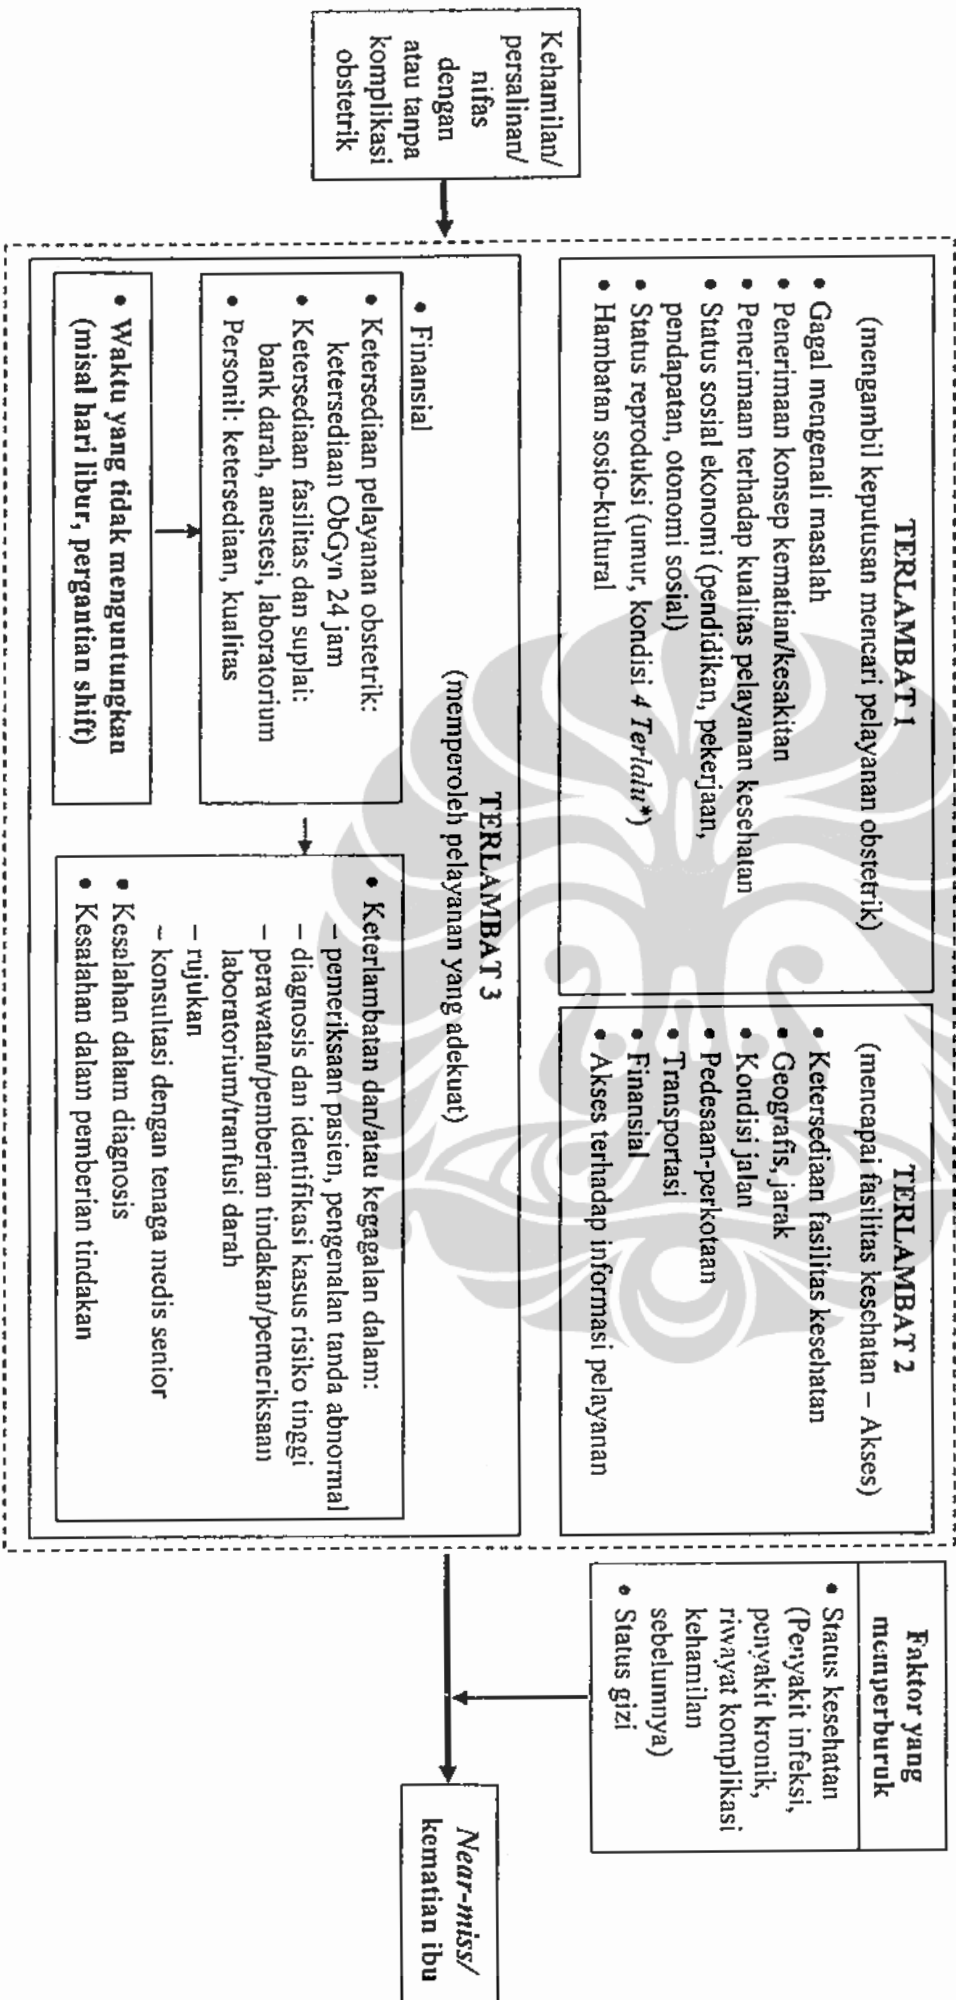 Kehamilan/
persalinan/
nifas
dengan
atau tanpa
komplikasi
obstetrik
TERLAMBAT 1
(mengambil keputusan mencari pelayanan obstetrik)
• Gagal mengenali masalah
• Penerimaan konsep kematian/kesakitan
• Penerimaan terhadap kualitas pelayanan kesehatan
• Status sosial ekonomi (pendidikan, pekerjaan,
pendapatan, otonomi sosial)
• Status reproduksi (umur, kondisi 4 Terlalu*)
• Hambatan sosio-kultural
TERLAMBAT 2
(mencapai fasilitas kesehatan – Akses)
• Ketersediaan fasilitas kesehatan
• Geografis, jarak
• Kondisi jalan
• Pedesaan-perkotaan
• Transportasi
• Finansial
• Akses terhadap informasi pelayanan
TERLAMBAT 3
(memperoleh pelayanan yang adekuat)
• Finansial
• Ketersediaan pelayanan obstetrik:
ketersediaan ObGyn 24 jam
• Ketersediaan fasilitas dan suplai:
bank darah, anestesi, laboratorium
• Personil: ketersediaan, kualitas
• Waktu yang tidak menguntungkan
(misal hari libur, pergantian shift)
• Keterlambatan dan/atau kegagalan dalam:
– pemeriksaan pasien, pengenalan tanda abnormal
– diagnosis dan identifikasi kasus risiko tinggi
– perawatan/pemberian tindakan/pemeriksaan
laboratorium/tranfusi darah
– rujukan
– konsultasi dengan tenaga medis senior
• Kesalahan dalam diagnosis
• Kesalahan dalam pemberian tindakan
Faktor yang
memperburuk
• Status kesehatan
(Penyakit infeksi,
penyakit kronik,
riwayat komplikasi
kehamilan
sebelumnya)
• Status gizi
Near-miss/
kematian ibu